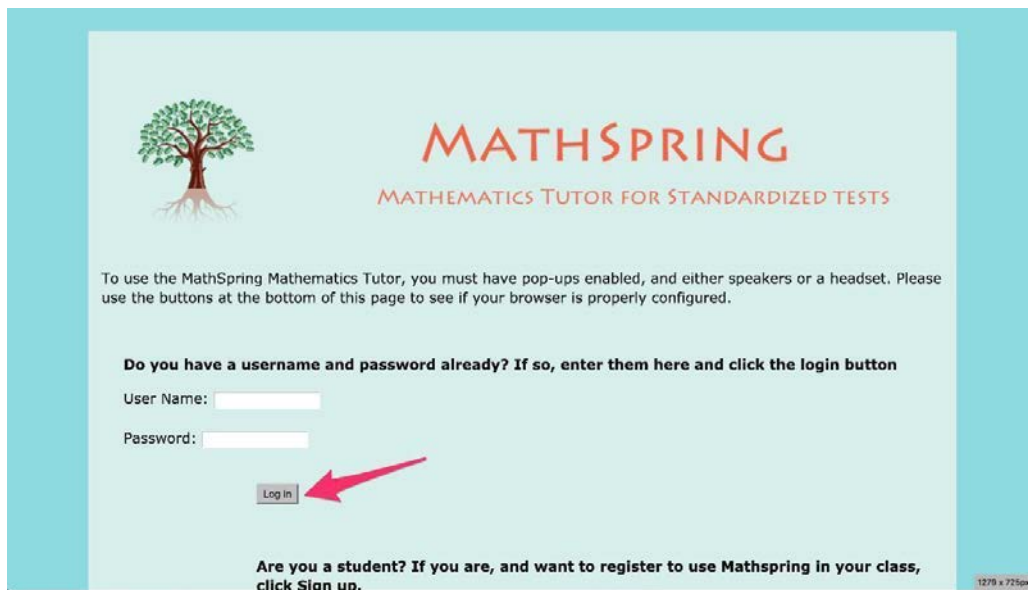 MATHSPRING
MATHEMATICS TUTOR FOR STANDARDIZED TESTS
To use the MathSpring Mathematics Tutor, you must have pop-ups enabled, and either speakers or a headset. Please
use the buttons at the bottom of this page to see if your browser is properly configured.
Do you have a username and password already? If so, enter them here and click the login button
User Name:
Password:
Log in
Are you a student? If you are, and want to register to use Mathspring in your class,
click Sign up.
1279 x 725px